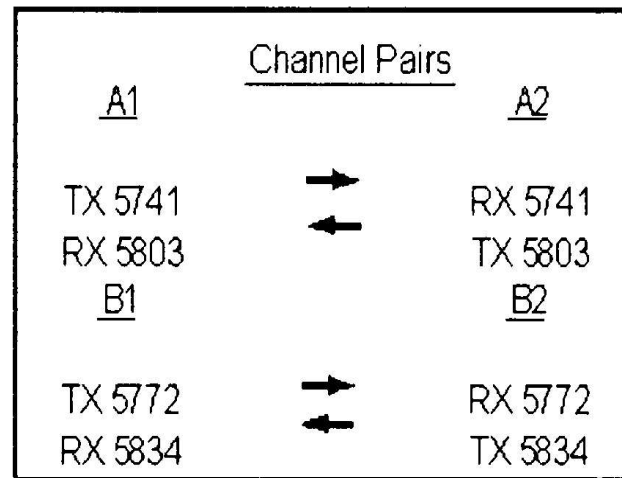 Channel Pairs
A1 A2
TX 5741 RX 5741
RX 5803 TX 5803
B1 B2
TX 5772 RX 5772
RX 5834 TX 5834